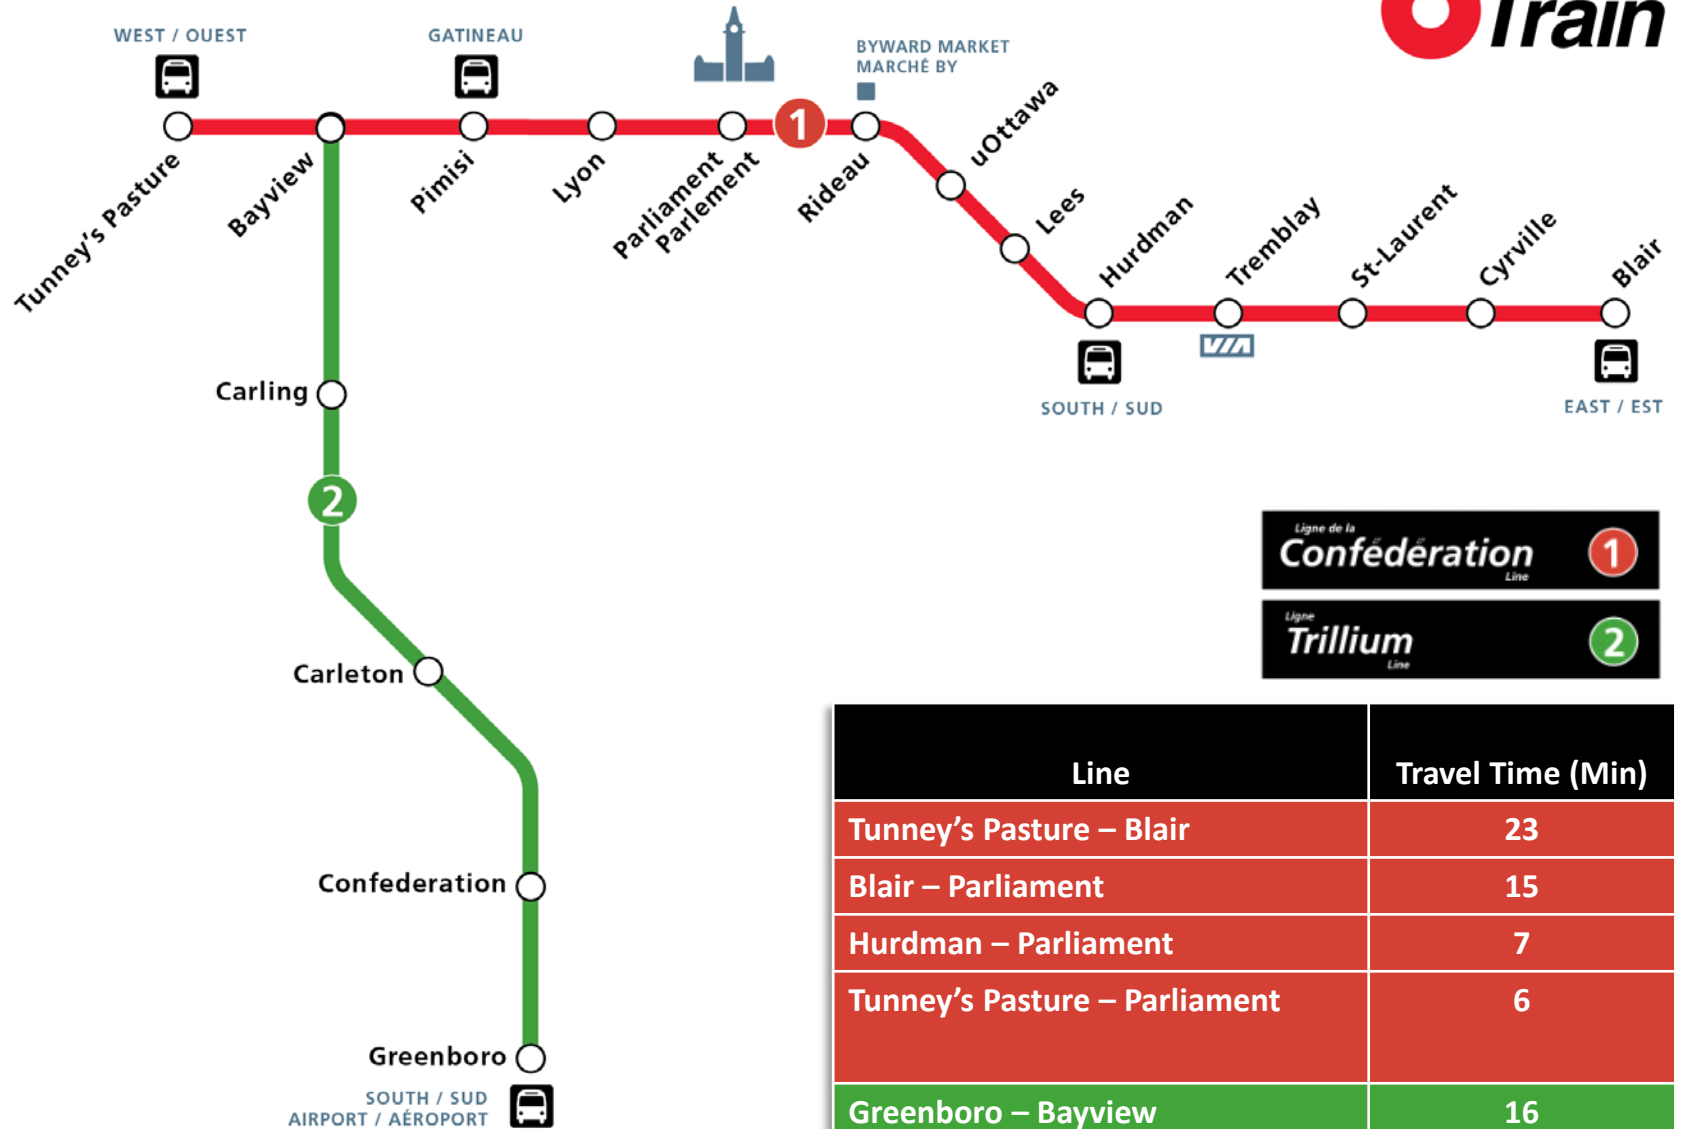 Train
WEST / OUEST
GATINEAU
BYWARD MARKET
MARCHÉ BY
1
Tunney's Pasture
Bayview
Pimisi
Lyon
Parliament
Parlement
Rideau
uOttawa
Lees
Hurdman
Tremblay
St-Laurent
Cyrville
Blair
VIA
SOUTH / SUD
EAST / EST
Carling
2
Carleton
Confederation
Greenboro
SOUTH / SUD
AIRPORT / AÉROPORT
Ligne de la
Confédération 1
Line
Ligne
Trillium 2
Line
Line Travel Time (Min)
Tunney’s Pasture – Blair 23
Blair – Parliament 15
Hurdman – Parliament 7
Tunney’s Pasture – Parliament 6
Greenboro – Bayview 16